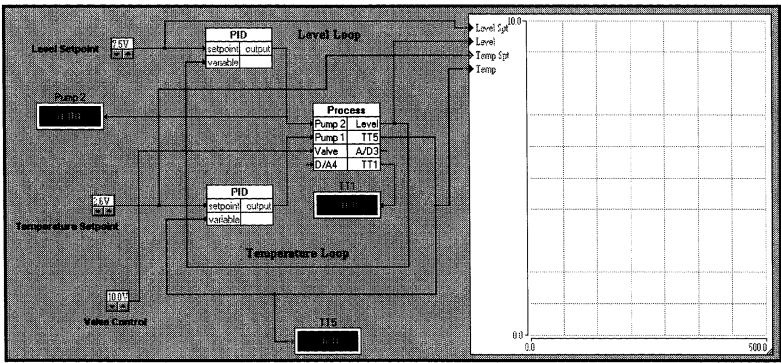 PID
setpoint output
variable
Level Loop
Level Setpoint
7.5V
Level Spt
Level
Temp Spt
Temp
10.0
Pump 2
Process
Pump 2 Level
Pump 1 TT5
Valve A/D3
D/A4 TT1
TT1
PID
setpoint output
variable
Temperature Setpoint
Temperature Loop
10.0V
Valve Control
TT5
0.0
0.0
500.0